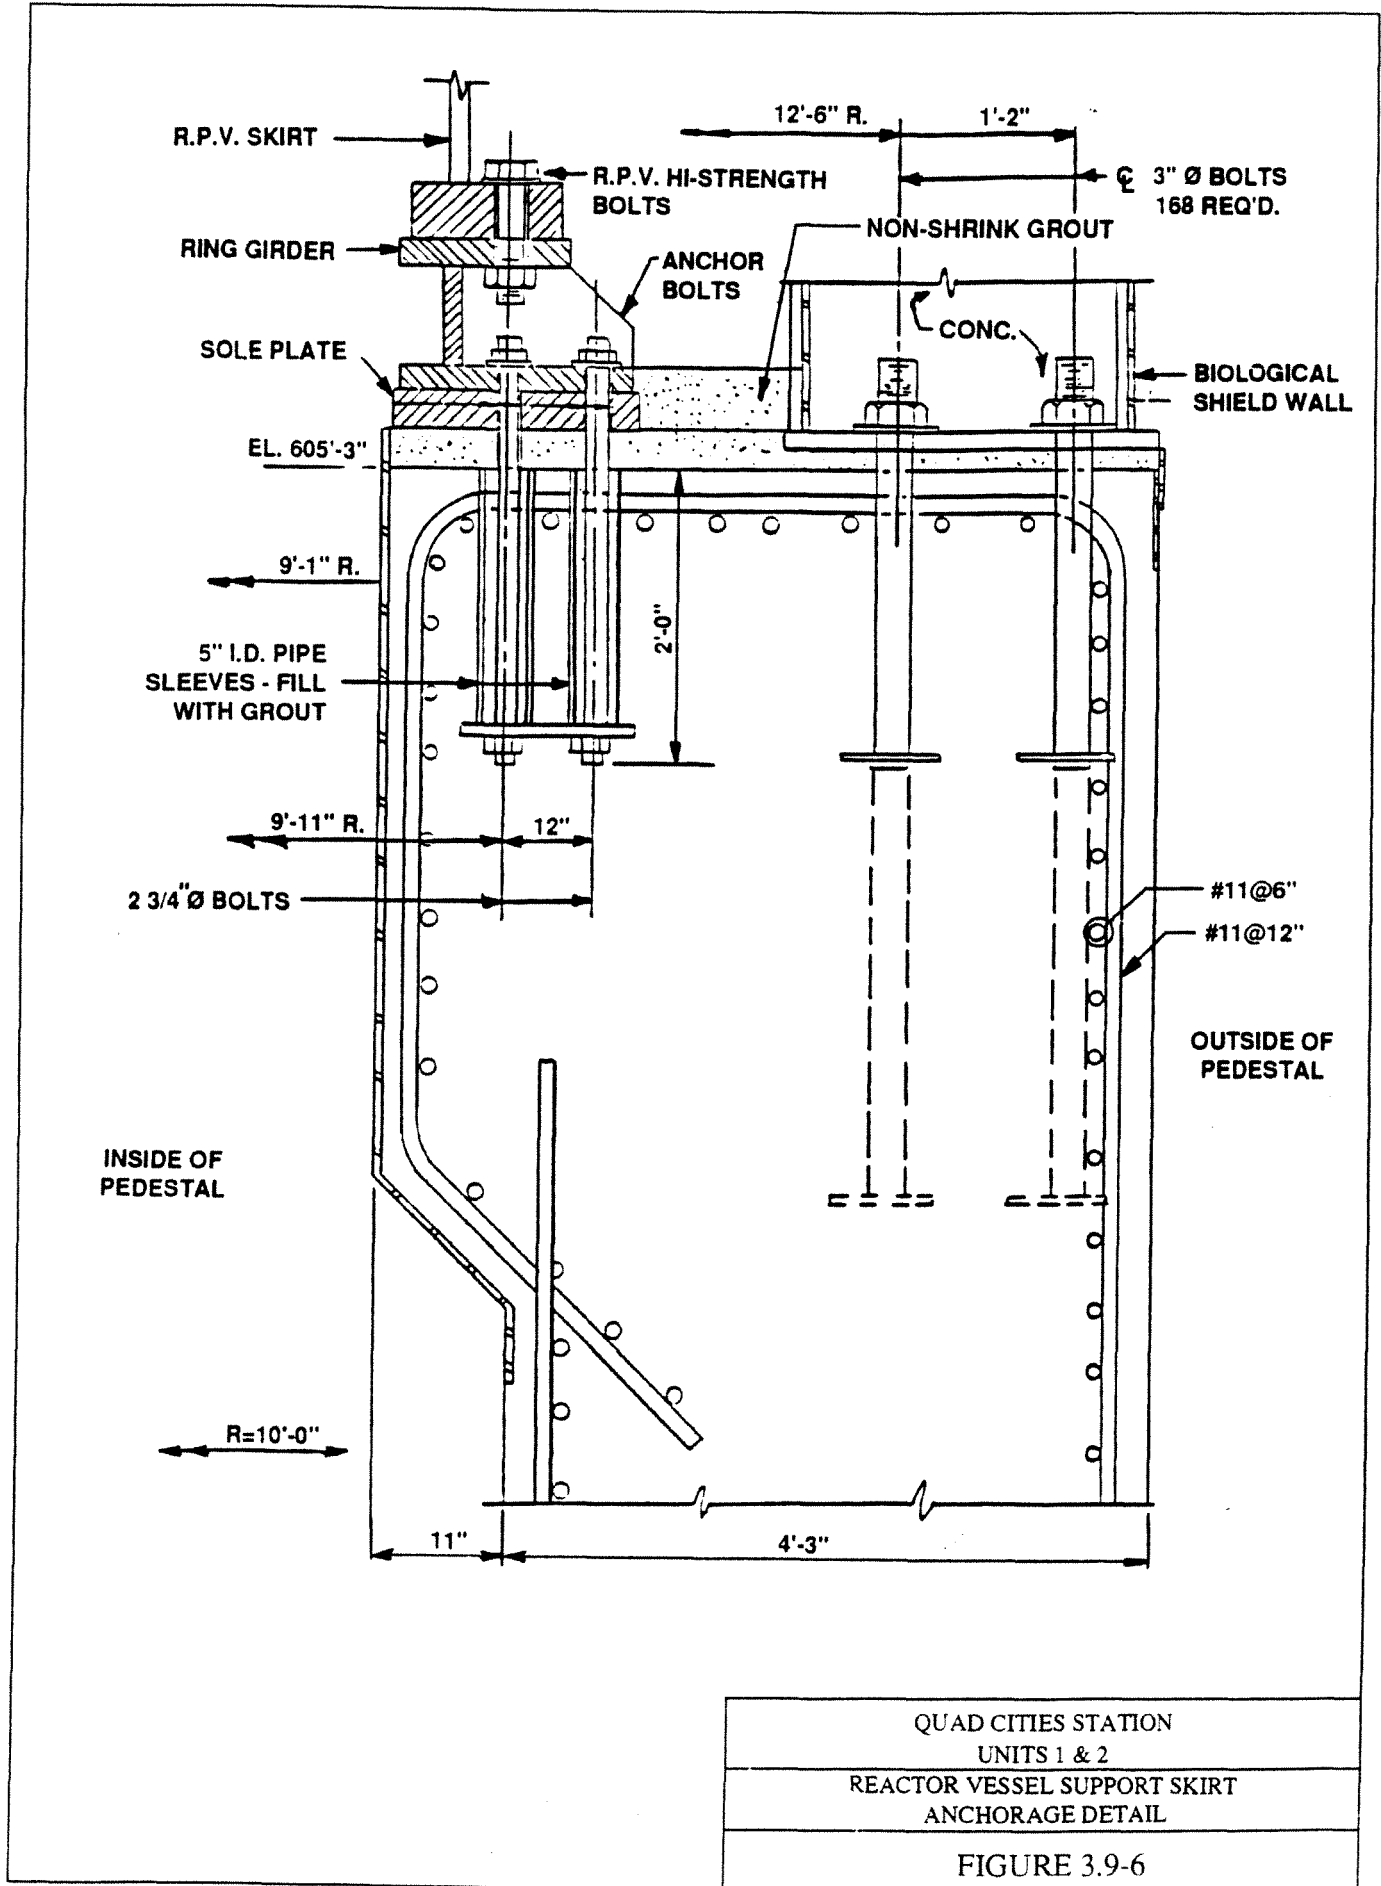 12'-6" R.
1'-2"
R.P.V. SKIRT
R.P.V. HI-STRENGTH
BOLTS
℄ 3" Ø BOLTS
168 REQ'D.
NON-SHRINK GROUT
RING GIRDER
ANCHOR
BOLTS
CONC.
SOLE PLATE
BIOLOGICAL
SHIELD WALL
EL. 605'-3"
9'-1" R.
2'-0"
5" I.D. PIPE
SLEEVES - FILL
WITH GROUT
9'-11" R.
12"
2 3/4" Ø BOLTS
#11@6"
#11@12"
OUTSIDE OF
PEDESTAL
INSIDE OF
PEDESTAL
R=10'-0"
11"
4'-3"
QUAD CITIES STATION
UNITS 1 & 2
REACTOR VESSEL SUPPORT SKIRT
ANCHORAGE DETAIL
FIGURE 3.9-6